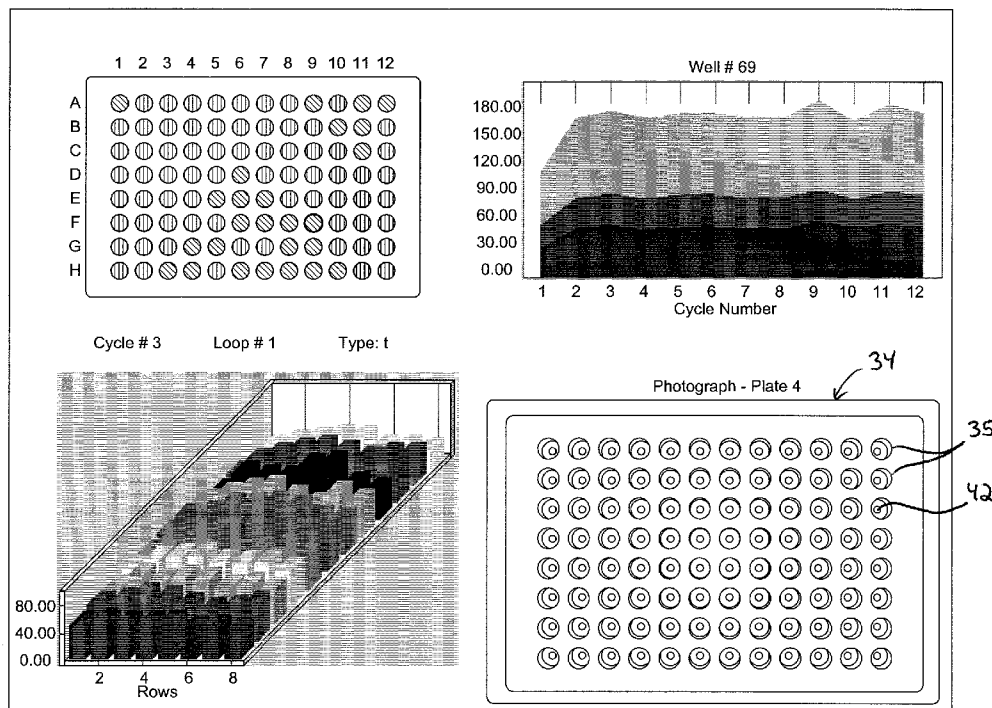 1 2 3 4 5 6 7 8 9 10 11 12
A
B
C
D
E
F
G
H
Well # 69
180.00
150.00
120.00
90.00
60.00
30.00
0.00
1 2 3 4 5 6 7 8 9 10 11 12
Cycle Number
Cycle # 3 Loop # 1 Type: t
80.00
40.00
0.00
2 4 6 8
Rows
Photograph - Plate 4
34
35
42